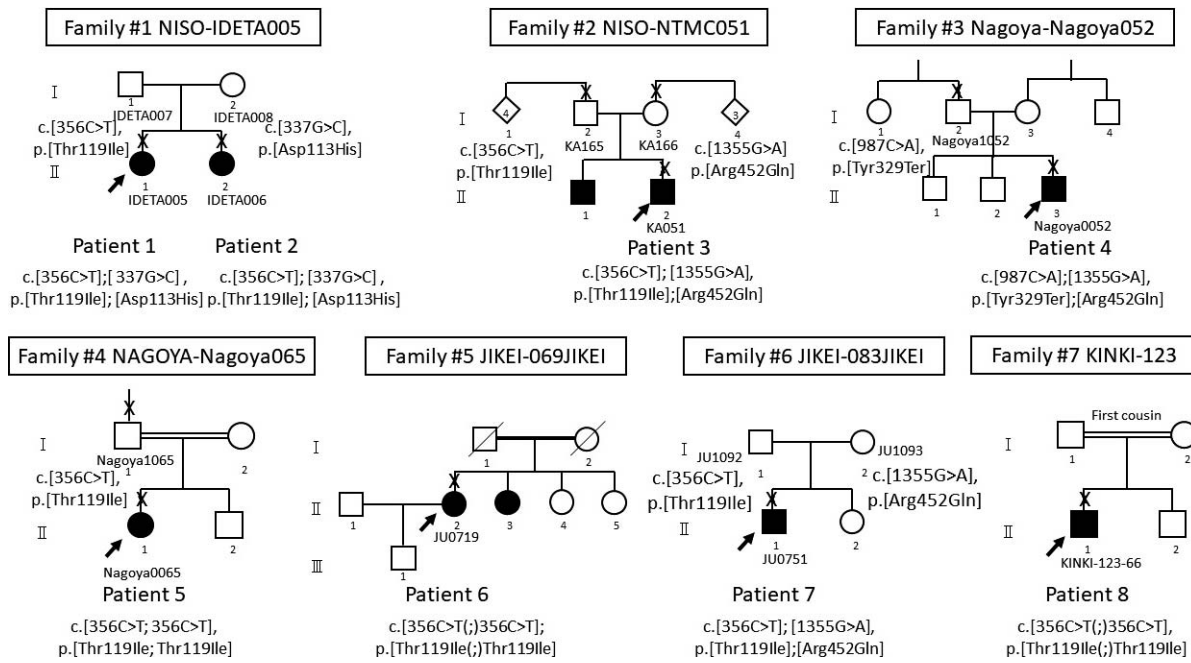 Family #1 NISO-IDETA005
I
1
IDETA007
2
IDETA008
c.[356C>T],
p.[Thr119Ile]
c.[337G>C]
p.[Asp113His]
X
X
II
1
IDETA005
2
IDETA006
Patient 1
c.[356C>T];[337G>C],
p.[Thr119Ile]; [Asp113His]
Patient 2
c.[356C>T]; [337G>C],
p.[Thr119Ile]; [Asp113His]
Family #2 NISO-NTMC051
X
X
I
4
1
2
KA165
3
KA166
3
4
c.[356C>T],
p.[Thr119Ile]
c.[1355G>A]
p.[Arg452Gln]
X
II
1
2
KA051
Patient 3
c.[356C>T]; [1355G>A],
p.[Thr119Ile];[Arg452Gln]
Family #3 Nagoya-Nagoya052
X
I
1
2
Nagoya1052
3
4
c.[987C>A]
p.[Tyr329Ter]
X
II
1
2
3
Nagoya0052
Patient 4
c.[987C>A];[1355G>A],
p.[Tyr329Ter];[Arg452Gln]
Family #4 NAGOYA-Nagoya065
X
I
Nagoya1065
1
2
c.[356C>T],
p.[Thr119Ile]
X
II
1
2
Nagoya0065
Patient 5
c.[356C>T; 356C>T],
p.[Thr119Ile; Thr119Ile]
Family #5 JIKEI-069JIKEI
I
1
2
X
II
1
2
3
4
5
JU0719
III
1
Patient 6
c.[356C>T(;)356C>T];
p.[Thr119Ile(;)Thr119Ile]
Family #6 JIKEI-083JIKEI
I
JU1092
1
JU1093
2
c.[356C>T],
p.[Thr119Ile]
c.[1355G>A],
p.[Arg452Gln]
X
II
1
2
JU0751
Patient 7
c.[356C>T]; [1355G>A],
p.[Thr119Ile];[Arg452Gln]
Family #7 KINKI-123
First cousin
I
1
2
X
II
1
2
KINKI-123-66
Patient 8
c.[356C>T(;)356C>T],
p.[Thr119Ile(;)Thr119Ile]